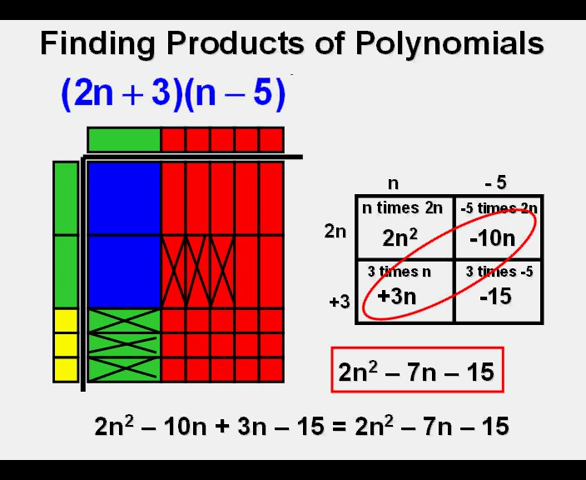 Finding Products of Polynomials
(2n + 3)(n – 5)
n - 5
n times 2n -5 times 2n
2n 2n² -10n
3 times n 3 times -5
+3 +3n -15
2n² – 7n – 15
2n² – 10n + 3n – 15 = 2n² – 7n – 15